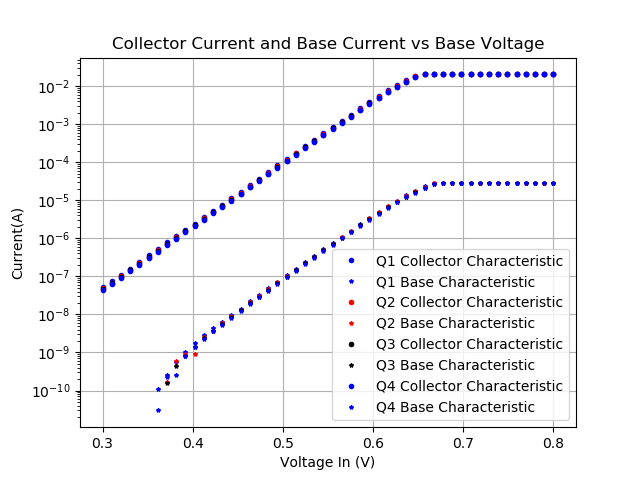 Collector Current and Base Current vs Base Voltage
Current(A)
10⁻²
10⁻³
10⁻⁴
10⁻⁵
10⁻⁶
10⁻⁷
10⁻⁸
10⁻⁹
10⁻¹⁰
Q1 Collector Characteristic
Q1 Base Characteristic
Q2 Collector Characteristic
Q2 Base Characteristic
Q3 Collector Characteristic
Q3 Base Characteristic
Q4 Collector Characteristic
Q4 Base Characteristic
0.3 0.4 0.5 0.6 0.7 0.8
Voltage In (V)